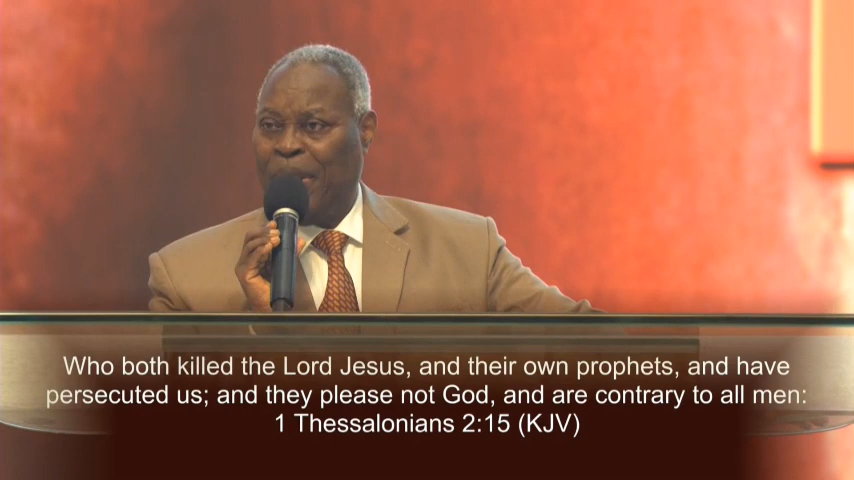 Who both killed the Lord Jesus, and their own prophets, and have
persecuted us; and they please not God, and are contrary to all men:
1 Thessalonians 2:15 (KJV)